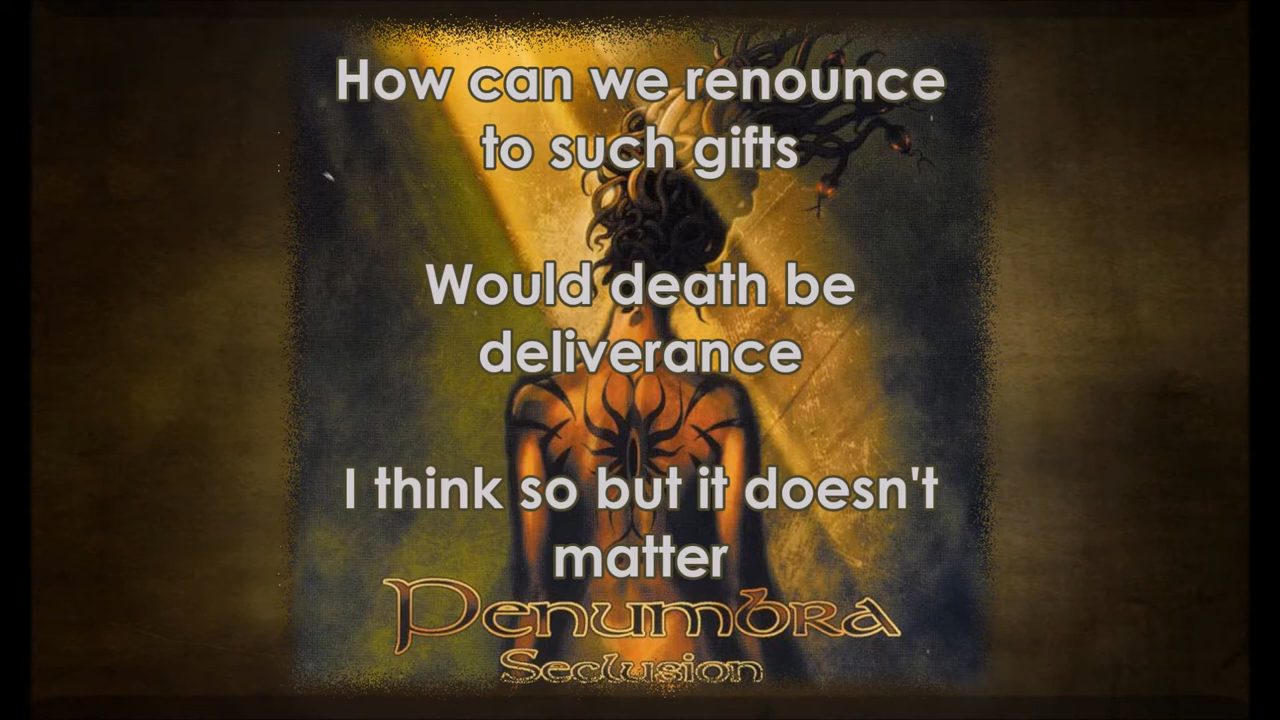 How can we renounce
to such gifts
Would death be
deliverance
I think so but it doesn't
matter
Penumbra
Seclusion